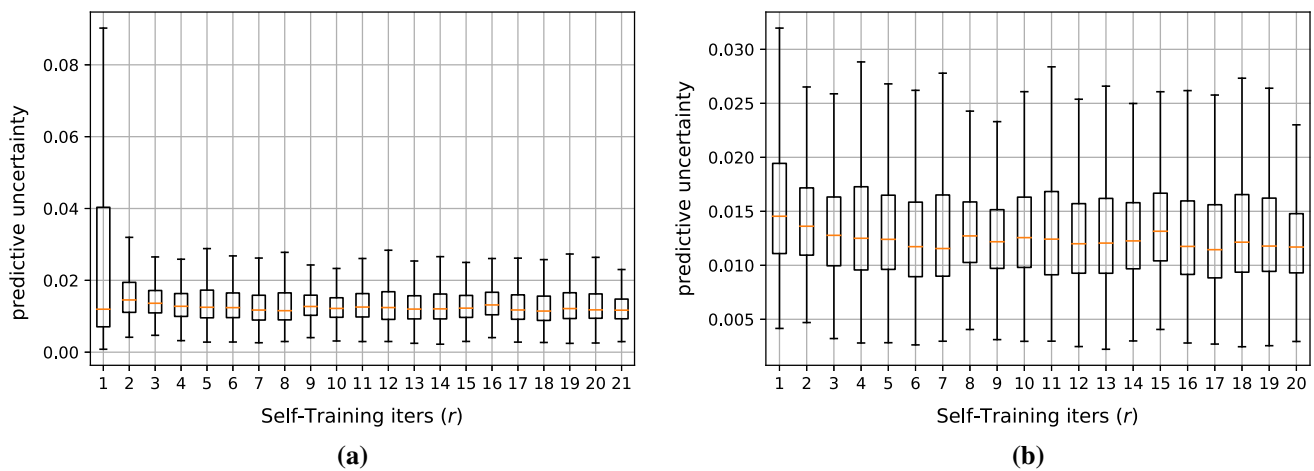 predictive uncertainty
0.08
0.06
0.04
0.02
0.00
1 2 3 4 5 6 7 8 9 10 11 12 13 14 15 16 17 18 19 20 21
Self-Training iters (r)
(a)
predictive uncertainty
0.030
0.025
0.020
0.015
0.010
0.005
1 2 3 4 5 6 7 8 9 10 11 12 13 14 15 16 17 18 19 20
Self-Training iters (r)
(b)